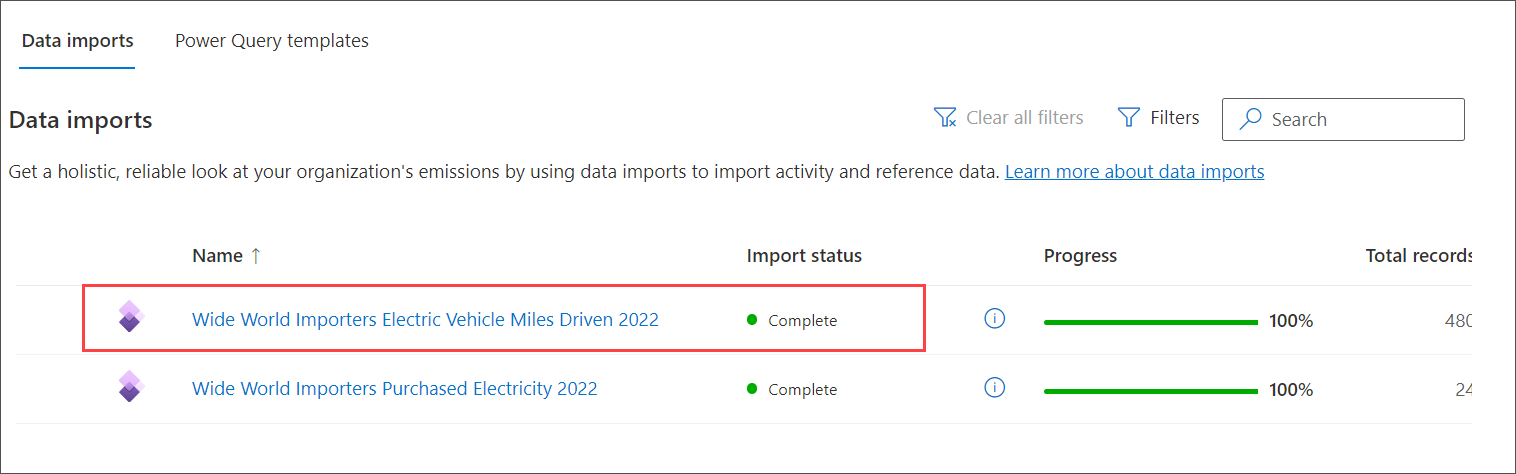 Data imports Power Query templates
Data imports
Clear all filters Filters Search
Get a holistic, reliable look at your organization's emissions by using data imports to import activity and reference data. Learn more about data imports
Name ↑ Import status Progress Total records
Wide World Importers Electric Vehicle Miles Driven 2022 Complete 100% 480
Wide World Importers Purchased Electricity 2022 Complete 100% 24